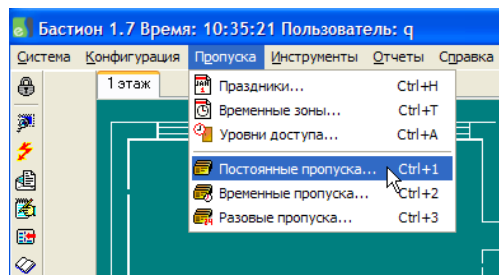 Бастион 1.7 Время: 10:35:21 Пользователь: q
Система Конфигурация Пропуска Инструменты Отчеты Справка
1 этаж
Праздники... Ctrl+H
Временные зоны... Ctrl+T
Уровни доступа... Ctrl+A
Постоянные пропуска... Ctrl+1
Временные пропуска... Ctrl+2
Разовые пропуска... Ctrl+3